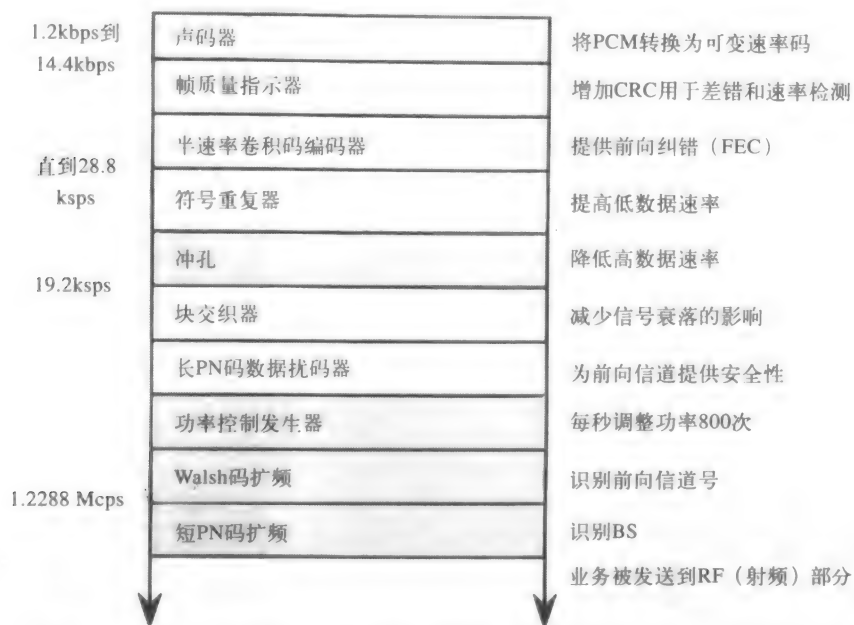 1.2kbps到
14.4kbps
声码器
将PCM转换为可变速率码
帧质量指示器
增加CRC用于差错和速率检测
半速率卷积码编码器
提供前向纠错（FEC）
直到28.8
ksps
符号重复器
提高低数据速率
冲孔
降低高数据速率
19.2ksps
块交织器
减少信号衰落的影响
长PN码数据扰码器
为前向信道提供安全性
功率控制发生器
每秒调整功率800次
Walsh码扩频
识别前向信道号
1.2288 Mcps
短PN码扩频
识别BS
业务被发送到RF（射频）部分